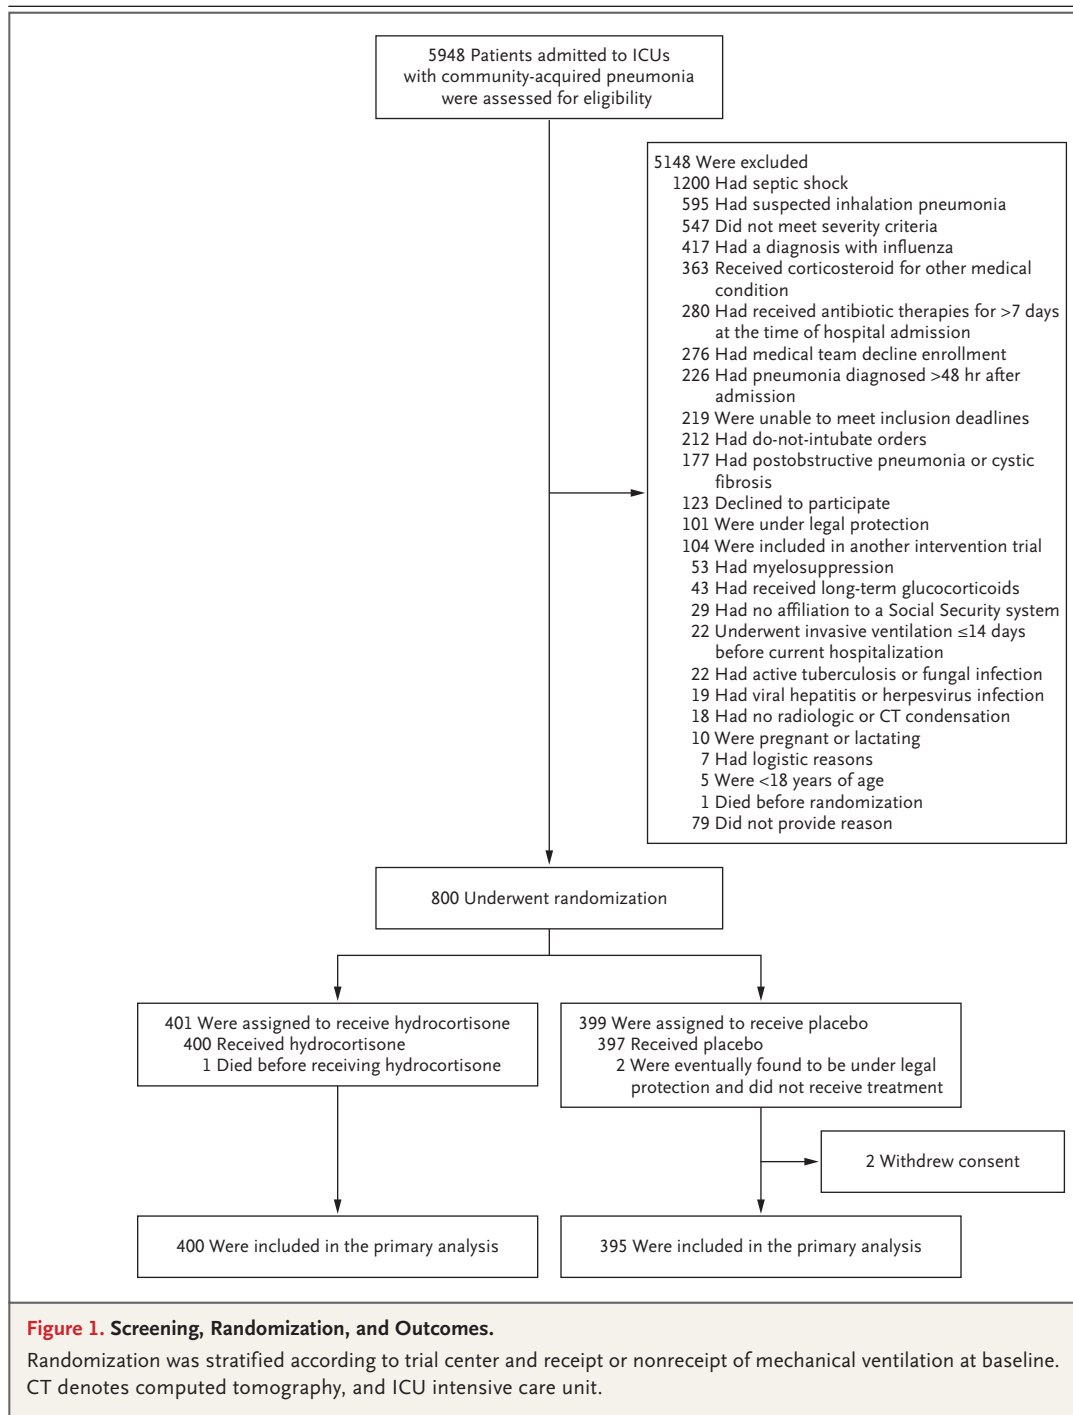 5948 Patients admitted to ICUs
with community-acquired pneumonia
were assessed for eligibility
5148 Were excluded
1200 Had septic shock
595 Had suspected inhalation pneumonia
547 Did not meet severity criteria
417 Had a diagnosis with influenza
363 Received corticosteroid for other medical
condition
280 Had received antibiotic therapies for >7 days
at the time of hospital admission
276 Had medical team decline enrollment
226 Had pneumonia diagnosed >48 hr after
admission
219 Were unable to meet inclusion deadlines
212 Had do-not-intubate orders
177 Had postobstructive pneumonia or cystic
fibrosis
123 Declined to participate
101 Were under legal protection
104 Were included in another intervention trial
53 Had myelosuppression
43 Had received long-term glucocorticoids
29 Had no affiliation to a Social Security system
22 Underwent invasive ventilation ≤14 days
before current hospitalization
22 Had active tuberculosis or fungal infection
19 Had viral hepatitis or herpesvirus infection
18 Had no radiologic or CT condensation
10 Were pregnant or lactating
7 Had logistic reasons
5 Were <18 years of age
1 Died before randomization
79 Did not provide reason
800 Underwent randomization
401 Were assigned to receive hydrocortisone
400 Received hydrocortisone
1 Died before receiving hydrocortisone
399 Were assigned to receive placebo
397 Received placebo
2 Were eventually found to be under legal
protection and did not receive treatment
2 Withdrew consent
400 Were included in the primary analysis
395 Were included in the primary analysis
Figure 1. Screening, Randomization, and Outcomes.
Randomization was stratified according to trial center and receipt or nonreceipt of mechanical ventilation at baseline.
CT denotes computed tomography, and ICU intensive care unit.